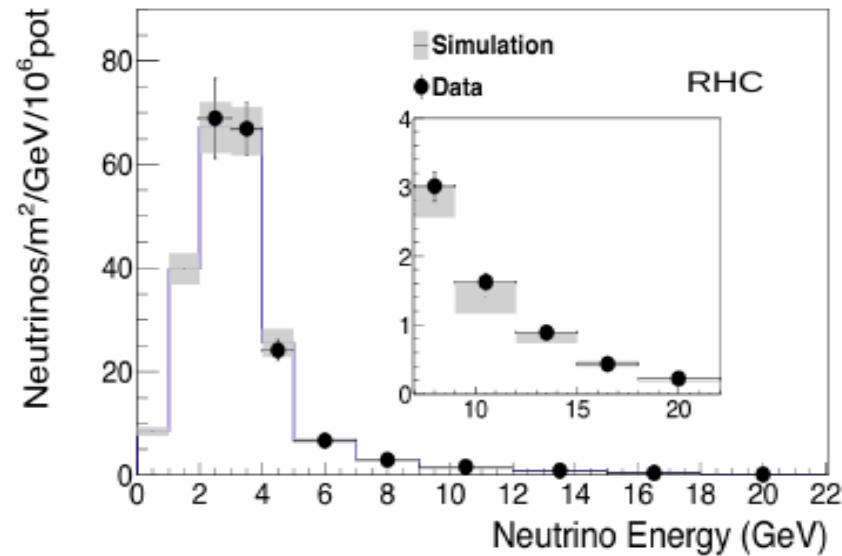 Neutrinos/m²/GeV/10⁶pot
80
60
40
20
0
Simulation
Data
RHC
4
3
2
1
0
10 15 20
0 2 4 6 8 10 12 14 16 18 20 22
Neutrino Energy (GeV)